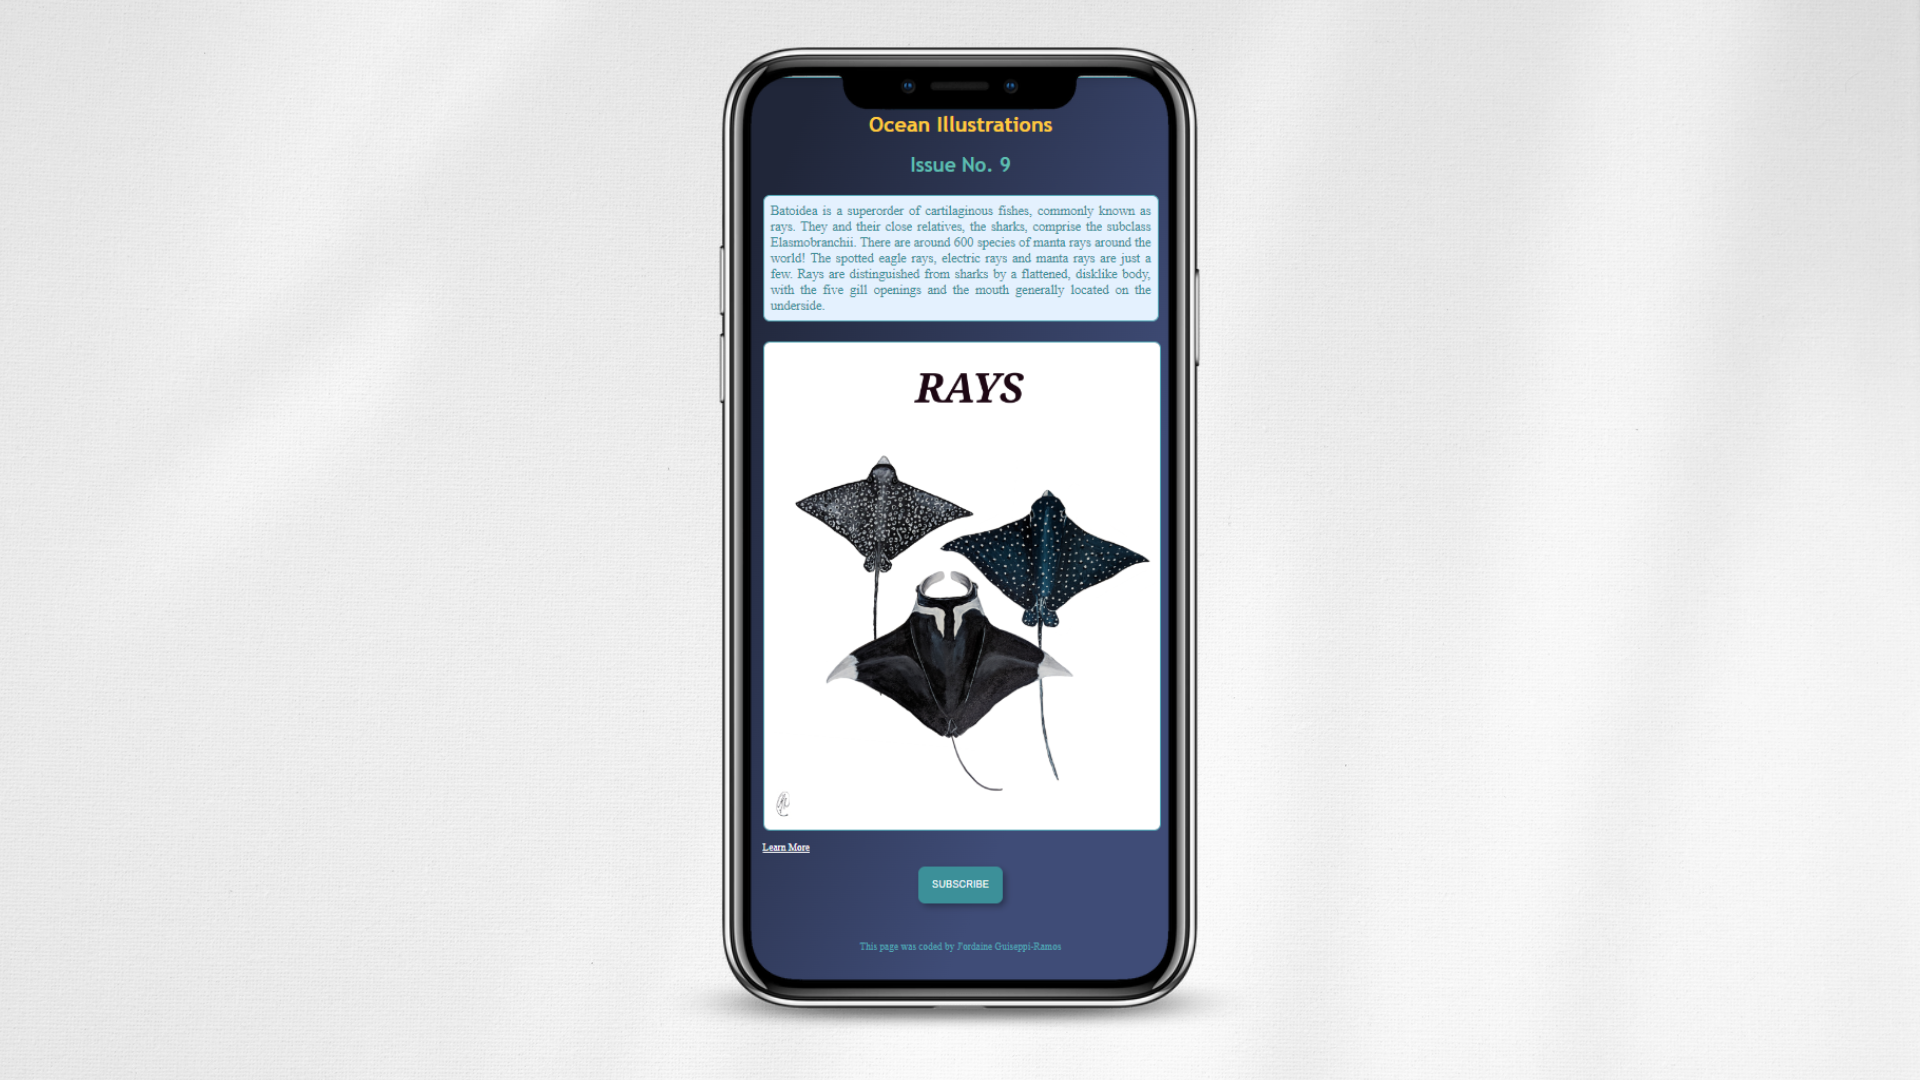 Ocean Illustrations
Issue No. 9
Batoidea is a superorder of cartilaginous fishes, commonly known as
rays. They and their close relatives, the sharks, comprise the subclass
Elasmobranchii. There are around 600 species of manta rays around the
world! The spotted eagle rays, electric rays and manta rays are just a
few. Rays are distinguished from sharks by a flattened, disklike body,
with the five gill openings and the mouth generally located on the
underside.
RAYS
Learn More
SUBSCRIBE
This page was coded by J'ordaine Guiseppi-Ramos